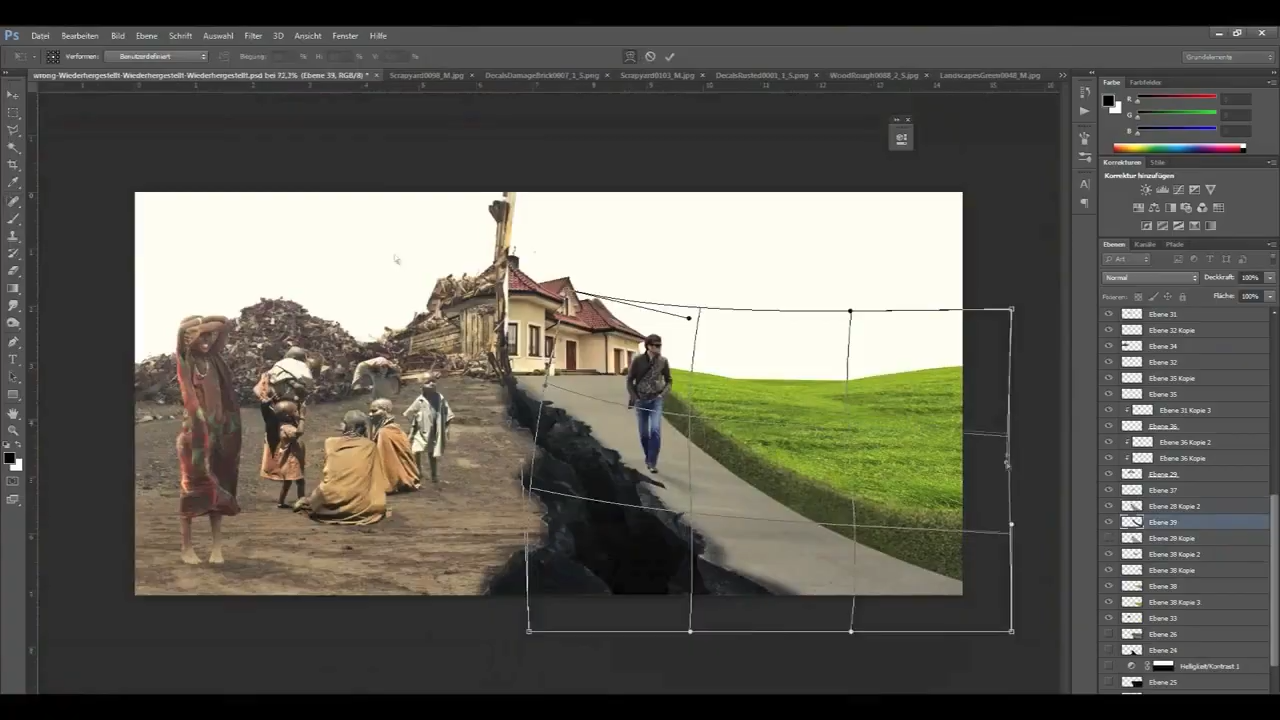 Ps Datei Bearbeiten Bild Ebene Schrift Auswahl Filter 3D Ansicht Fenster Hilfe
Verformen: Benutzerdefiniert Biegung: % H: % V: % Grundelemente
wrong-Wiederhergestellt-Wiederhergestellt-Wiederhergestellt.psd bei 72,3% (Ebene 39, RGB/8) * × Scrapyard0098_M.jpg × DecalsDamageBrick0007_1_S.png × Scrapyard0103_M.jpg × DecalsRusted0001_1_S.png × WoodRough0088_2_S.jpg × LandscapesGreen0048_M.jpg
Farbe Farbfelder
R
G
B
Korrekturen Stile
Korrektur hinzufügen
Ebenen Kanäle Pfade
Art
Normal Deckkraft: 100%
Fixieren: Fläche: 100%
Ebene 31
Ebene 32 Kopie
Ebene 34
Ebene 32
Ebene 35 Kopie
Ebene 35
Ebene 31 Kopie 3
Ebene 36
Ebene 36 Kopie 2
Ebene 36 Kopie
Ebene 29
Ebene 37
Ebene 28 Kopie 2
Ebene 39
Ebene 28 Kopie
Ebene 38 Kopie 2
Ebene 38 Kopie
Ebene 38
Ebene 38 Kopie 3
Ebene 33
Ebene 26
Ebene 24
Helligkeit/Kontrast 1
Ebene 25